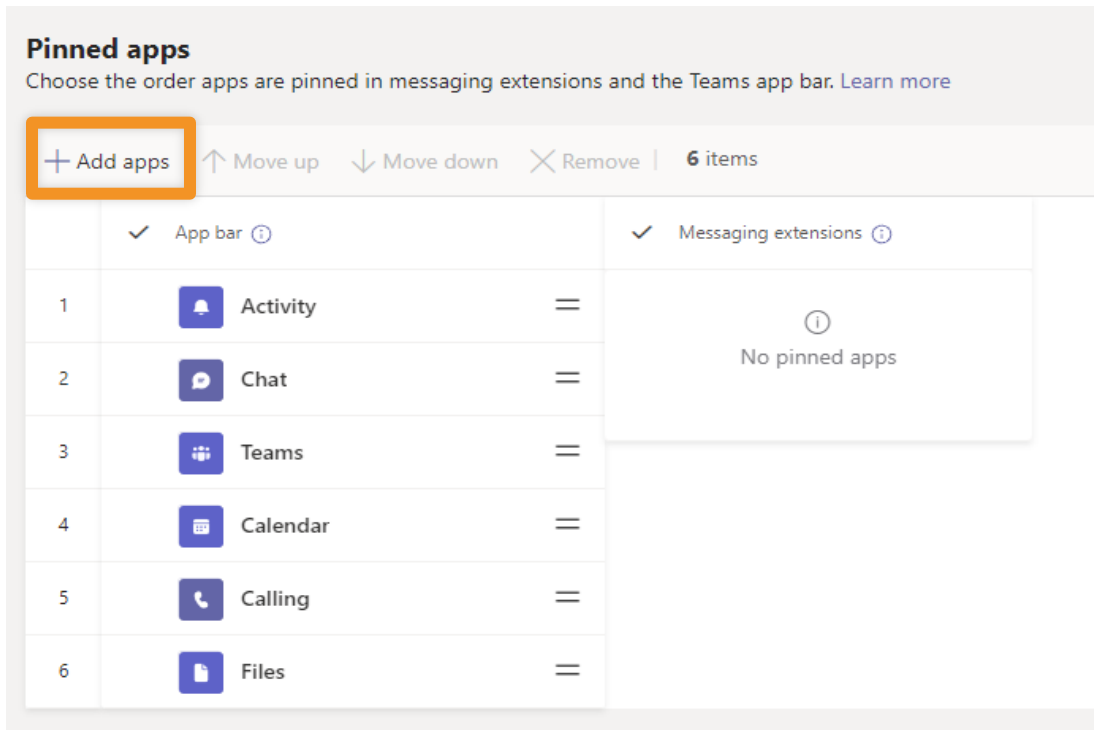 Pinned apps
Choose the order apps are pinned in messaging extensions and the Teams app bar. Learn more
Add apps Move up Move down Remove 6 items
App bar Messaging extensions
1 Activity
No pinned apps
2 Chat
3 Teams
4 Calendar
5 Calling
6 Files